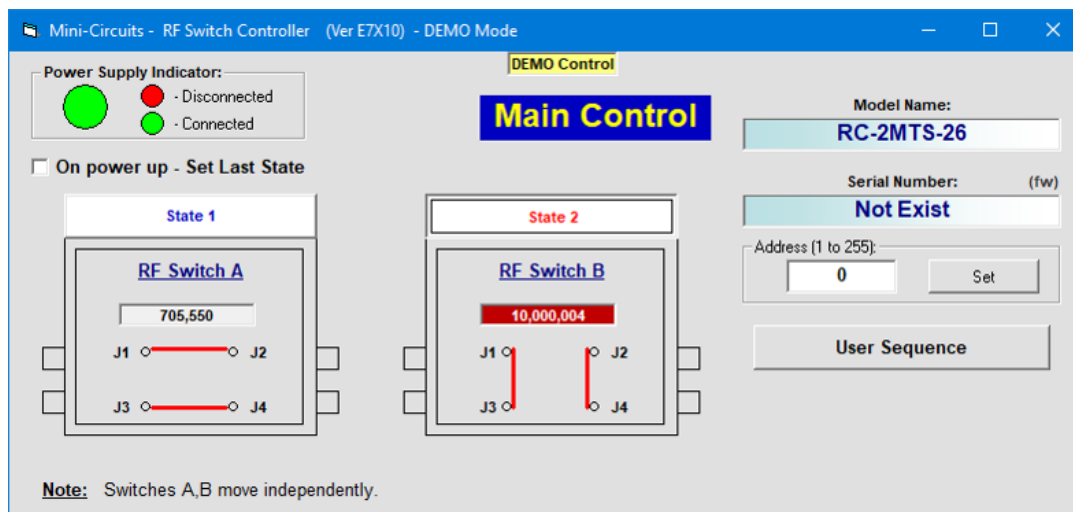 Mini-Circuits - RF Switch Controller (Ver E7X10) - DEMO Mode
DEMO Control
Power Supply Indicator:
- Disconnected
- Connected
Main Control
Model Name:
RC-2MTS-26
On power up - Set Last State
Serial Number: (fw)
Not Exist
State 1
State 2
Address (1 to 255):
0
Set
RF Switch A
705,550
J1 J2
J3 J4
RF Switch B
10,000,004
J1 J2
J3 J4
User Sequence
Note: Switches A,B move independently.